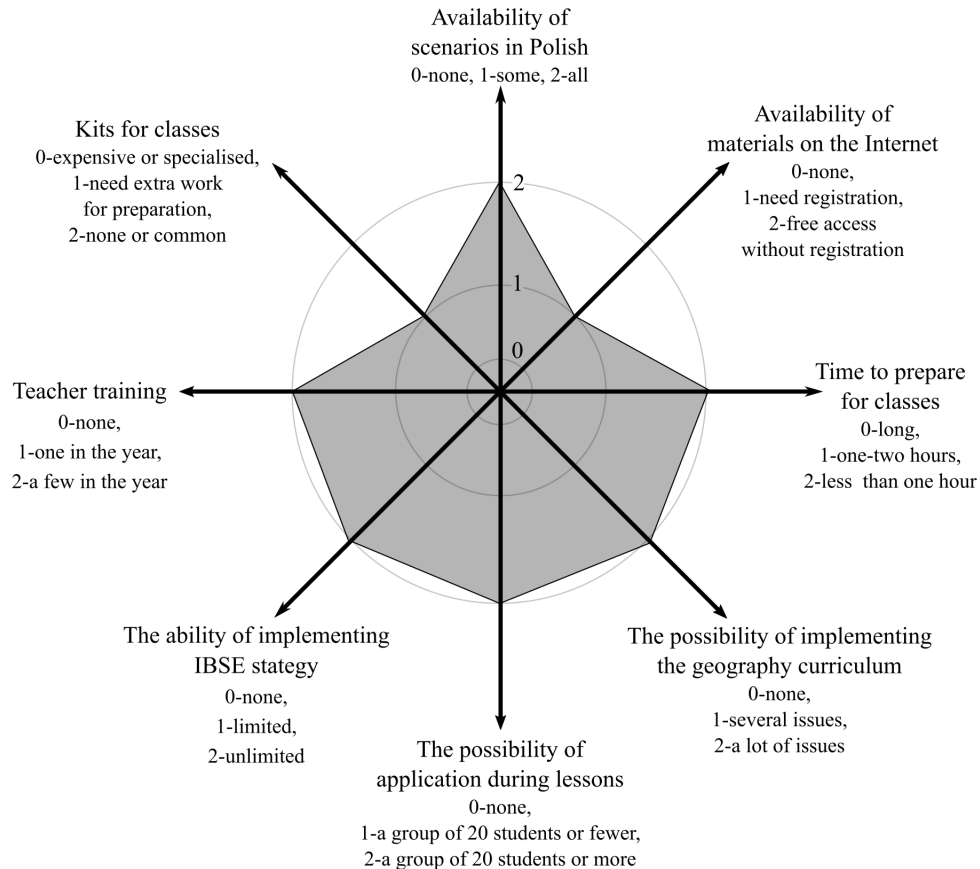 Availability of
scenarios in Polish
0-none, 1-some, 2-all
Availability of
materials on the Internet
0-none,
1-need registration,
2-free access
without registration
Kits for classes
0-expensive or specialised,
1-need extra work
for preparation,
2-none or common
2
1
0
Teacher training
0-none,
1-one in the year,
2-a few in the year
Time to prepare
for classes
0-long,
1-one-two hours,
2-less than one hour
The ability of implementing
IBSE stategy
0-none,
1-limited,
2-unlimited
The possibility of implementing
the geography curriculum
0-none,
1-several issues,
2-a lot of issues
The possibility of
application during lessons
0-none,
1-a group of 20 students or fewer,
2-a group of 20 students or more